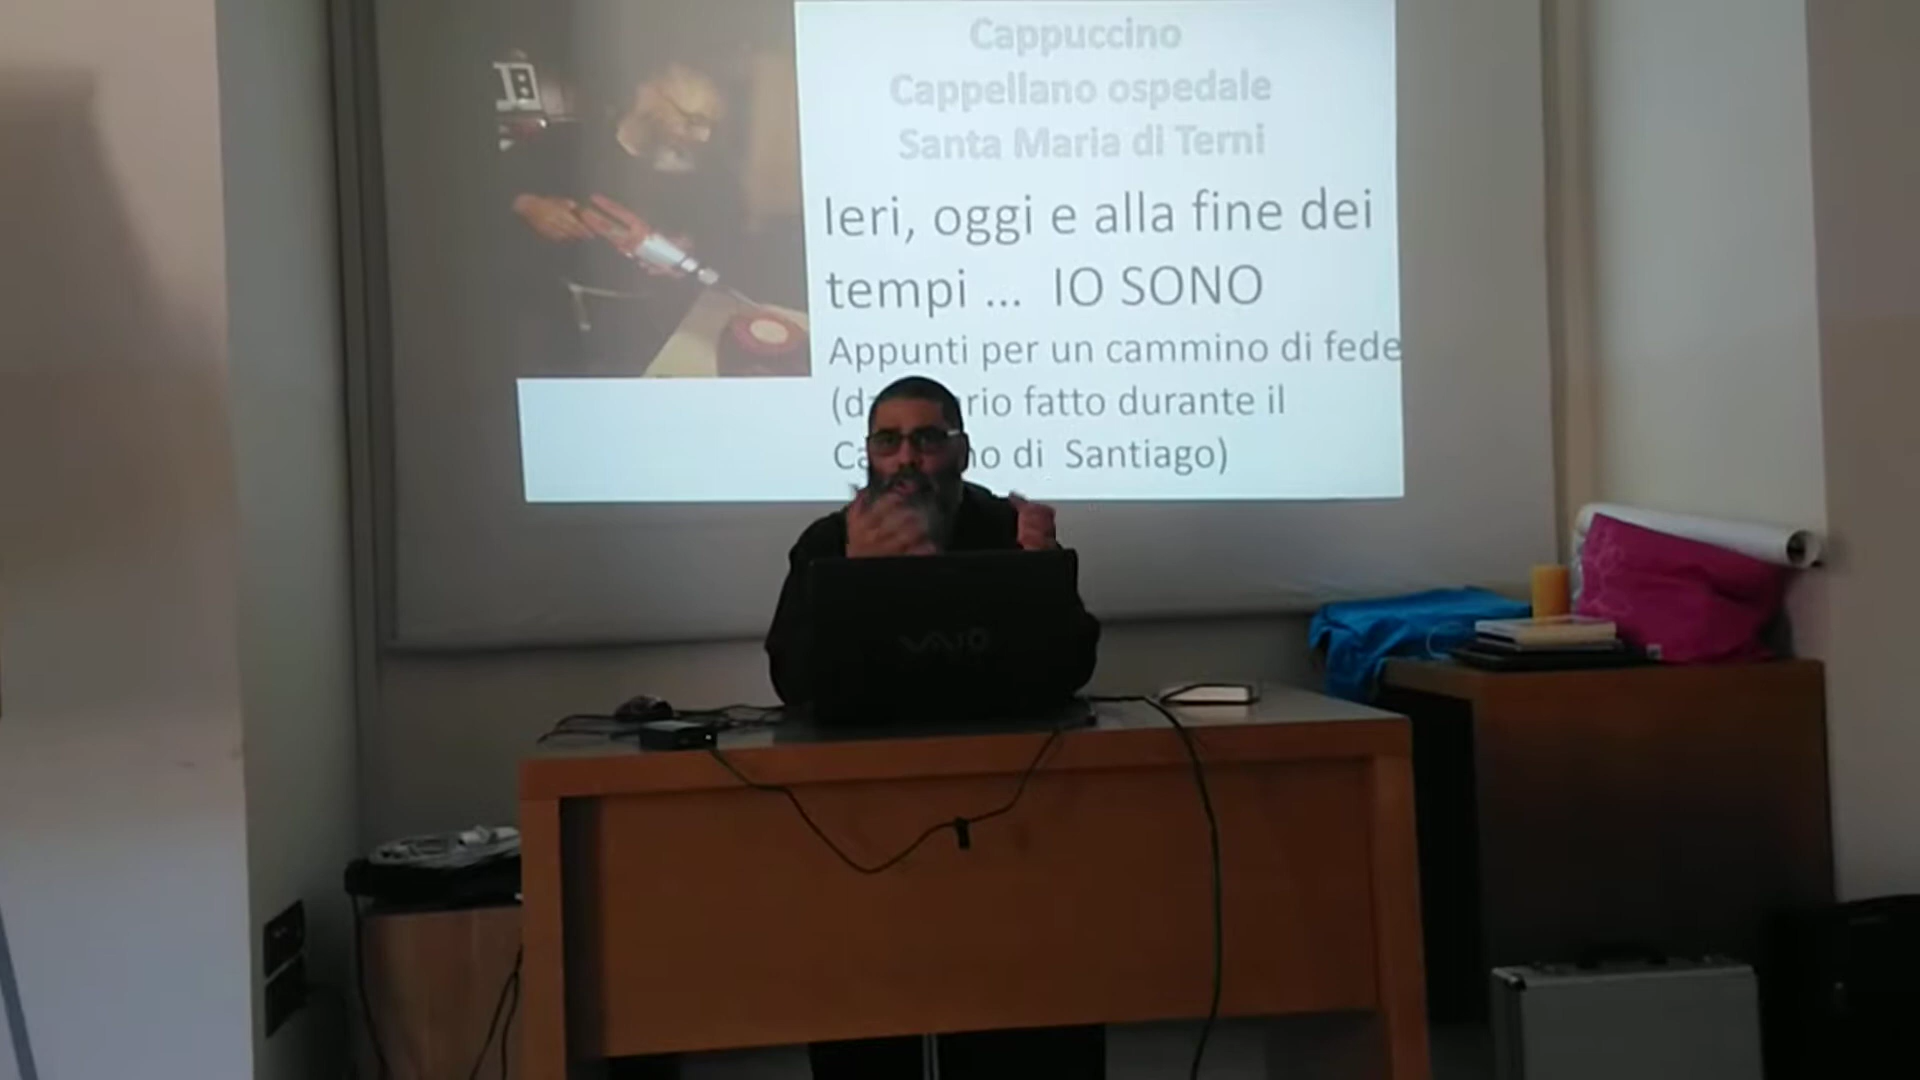 Cappuccino
Cappellano ospedale
Santa Maria di Terni
Ieri, oggi e alla fine dei
tempi ... IO SONO
Appunti per un cammino di fede
fatto durante il
di Santiago)
VAIO